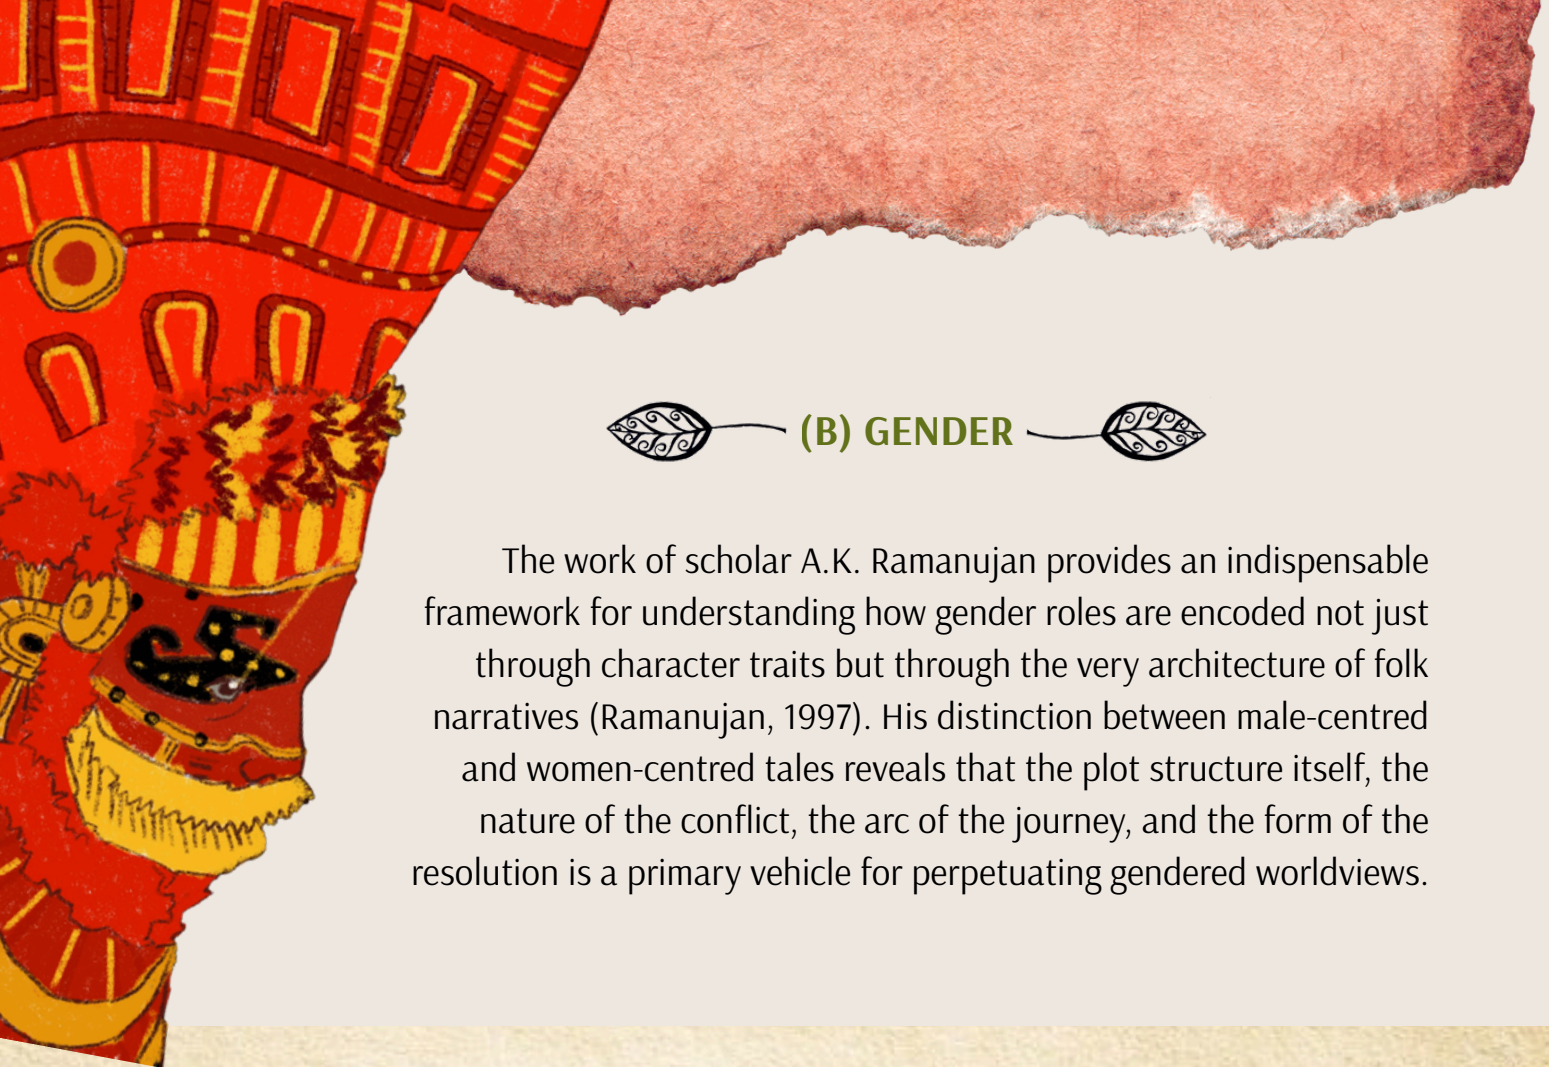 (B) GENDER
The work of scholar A.K. Ramanujan provides an indispensable
framework for understanding how gender roles are encoded not just
through character traits but through the very architecture of folk
narratives (Ramanujan, 1997). His distinction between male-centred
and women-centred tales reveals that the plot structure itself, the
nature of the conflict, the arc of the journey, and the form of the
resolution is a primary vehicle for perpetuating gendered worldviews.